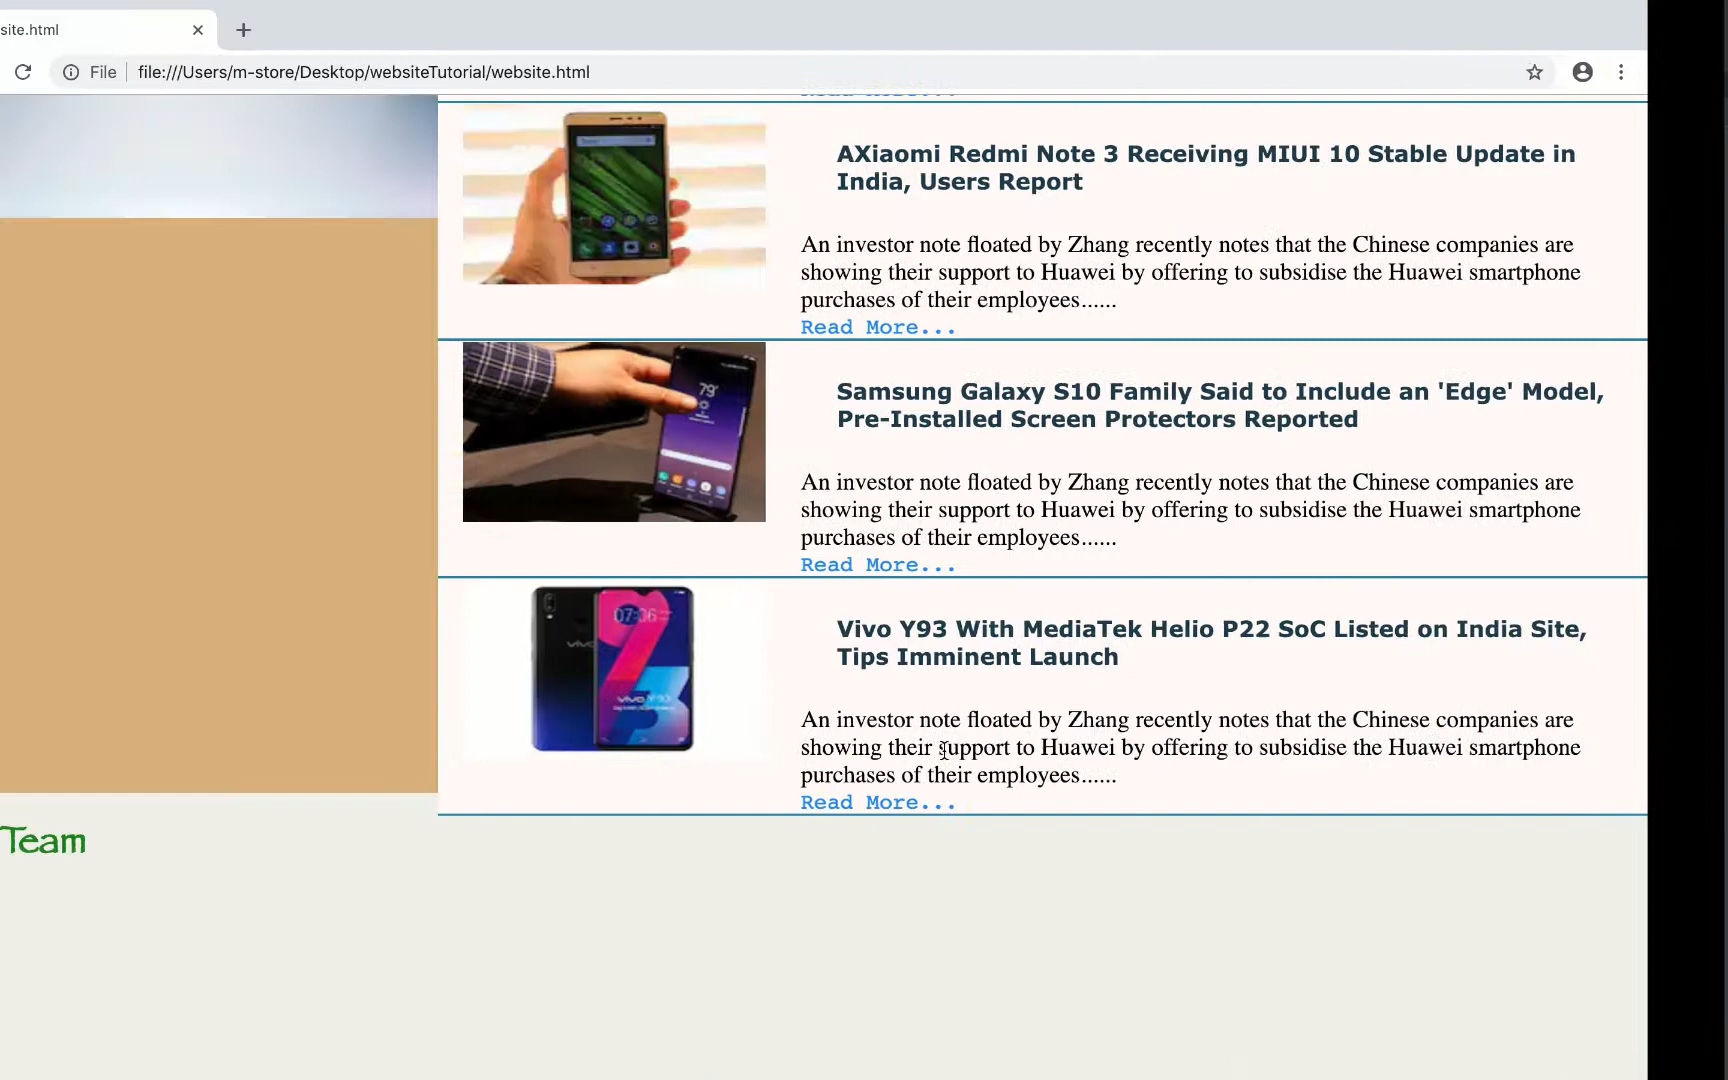 site.html
File
file:///Users/m-store/Desktop/websiteTutorial/website.html
AXiaomi Redmi Note 3 Receiving MIUI 10 Stable Update in
India, Users Report
An investor note floated by Zhang recently notes that the Chinese companies are
showing their support to Huawei by offering to subsidise the Huawei smartphone
purchases of their employees......
Read More...
79°
Samsung Galaxy S10 Family Said to Include an 'Edge' Model,
Pre-Installed Screen Protectors Reported
An investor note floated by Zhang recently notes that the Chinese companies are
showing their support to Huawei by offering to subsidise the Huawei smartphone
purchases of their employees......
Read More...
07:06
vivo
vivo Y93
Vivo Y93 With MediaTek Helio P22 SoC Listed on India Site,
Tips Imminent Launch
An investor note floated by Zhang recently notes that the Chinese companies are
showing their support to Huawei by offering to subsidise the Huawei smartphone
purchases of their employees......
Read More...
Team